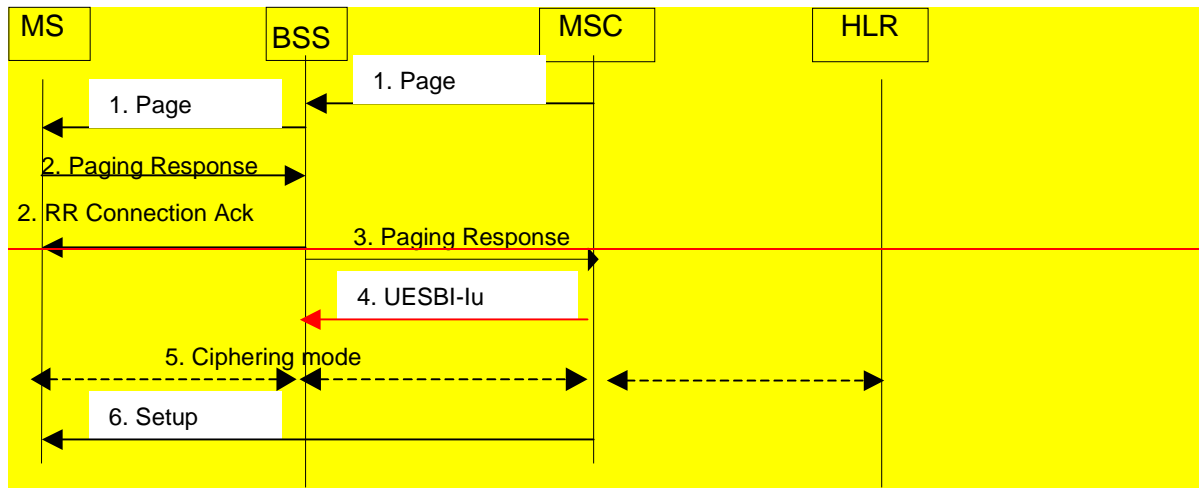 MS
BSS
MSC
HLR
1. Page
1. Page
2. Paging Response
2. RR Connection Ack
3. Paging Response
4. UESBI-Iu
5. Ciphering mode
6. Setup